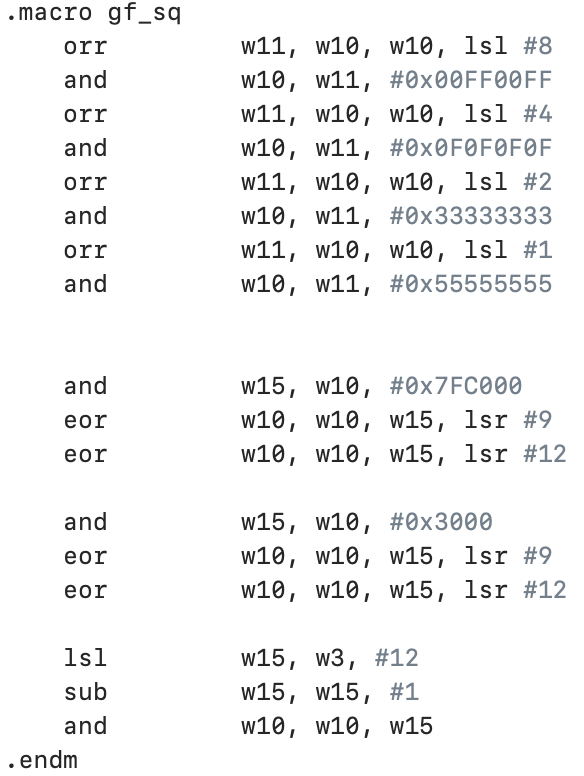 .macro gf_sq
orr w11, w10, w10, lsl #8
and w10, w11, #0x00FF00FF
orr w11, w10, w10, lsl #4
and w10, w11, #0x0F0F0F0F
orr w11, w10, w10, lsl #2
and w10, w11, #0x33333333
orr w11, w10, w10, lsl #1
and w10, w11, #0x55555555
and w15, w10, #0x7FC000
eor w10, w10, w15, lsr #9
eor w10, w10, w15, lsr #12
and w15, w10, #0x3000
eor w10, w10, w15, lsr #9
eor w10, w10, w15, lsr #12
lsl w15, w3, #12
sub w15, w15, #1
and w10, w10, w15
.endm